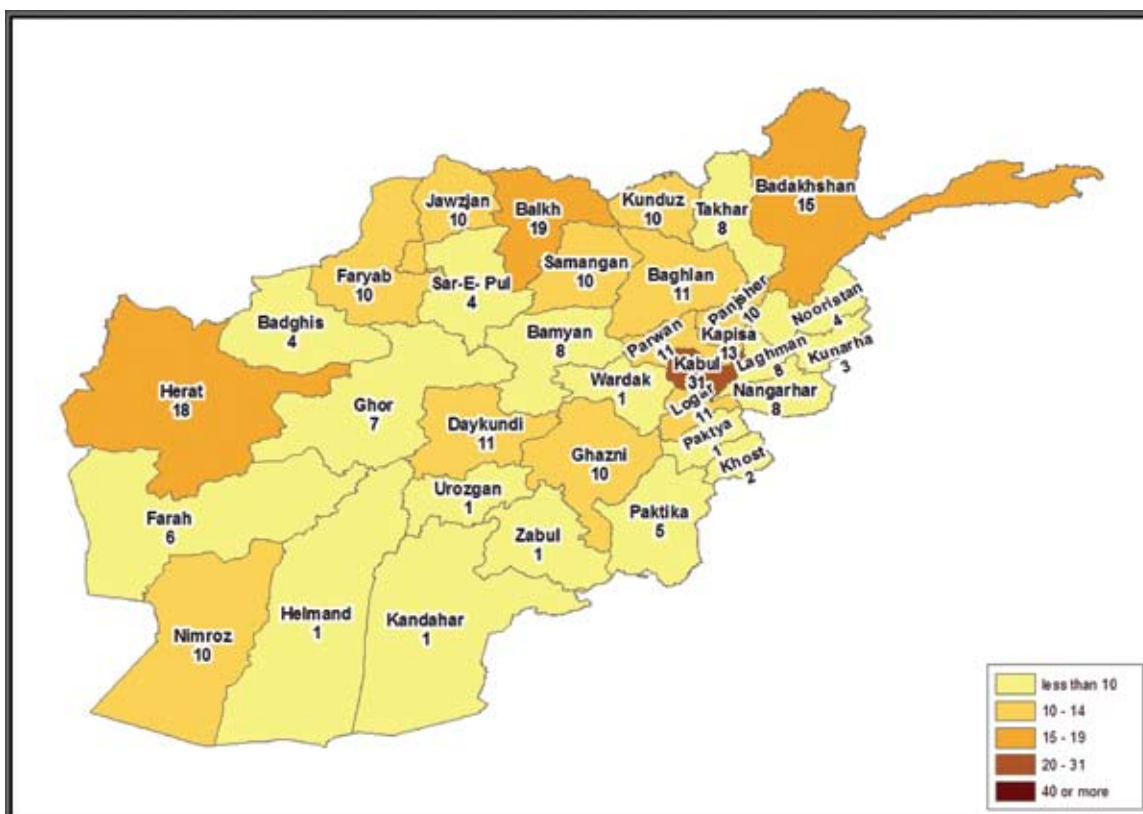 Jawzjan
10
Balkh
19
Kunduz
10
Takhar
8
Badakhshan
15
Faryab
10
Sar-E- Pul
4
Samangan
10
Baghlan
11
Panjsher
10
Nooristan
4
Badghis
4
Bamyan
8
Parwan
11
Kapisa
13
Laghman
8
Kunarha
3
Herat
18
Ghor
7
Wardak
1
Kabul
31
Nangarhar
8
Logar
11
Daykundi
11
Ghazni
10
Paktya
1
Khost
2
Farah
6
Urozgan
1
Zabul
1
Paktika
5
Nimroz
10
Helmand
1
Kandahar
1
less than 10
10 - 14
15 - 19
20 - 31
40 or more